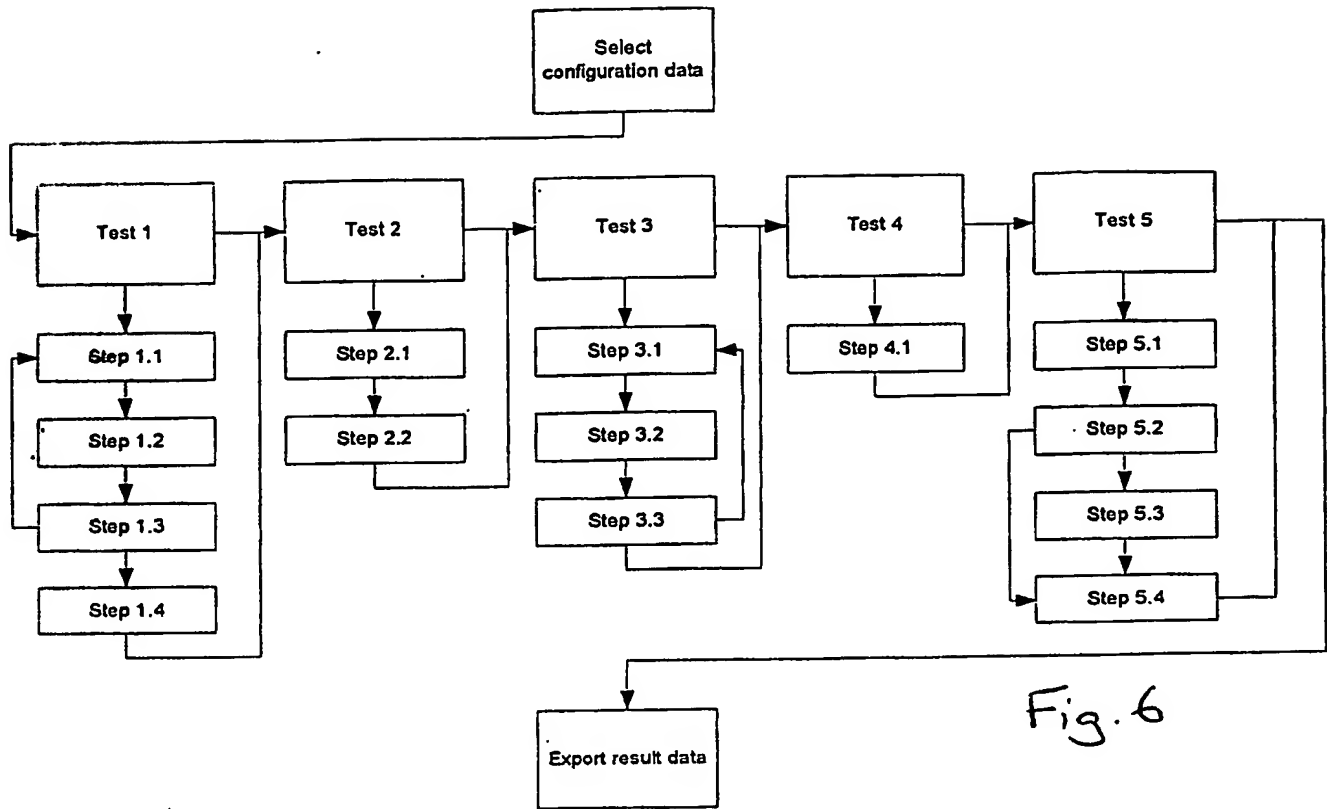 Select
configuration data
Test 1
Test 2
Test 3
Test 4
Test 5
Step 1.1
Step 1.2
Step 1.3
Step 1.4
Step 2.1
Step 2.2
Step 3.1
Step 3.2
Step 3.3
Step 4.1
Step 5.1
Step 5.2
Step 5.3
Step 5.4
Export result data
Fig. 6